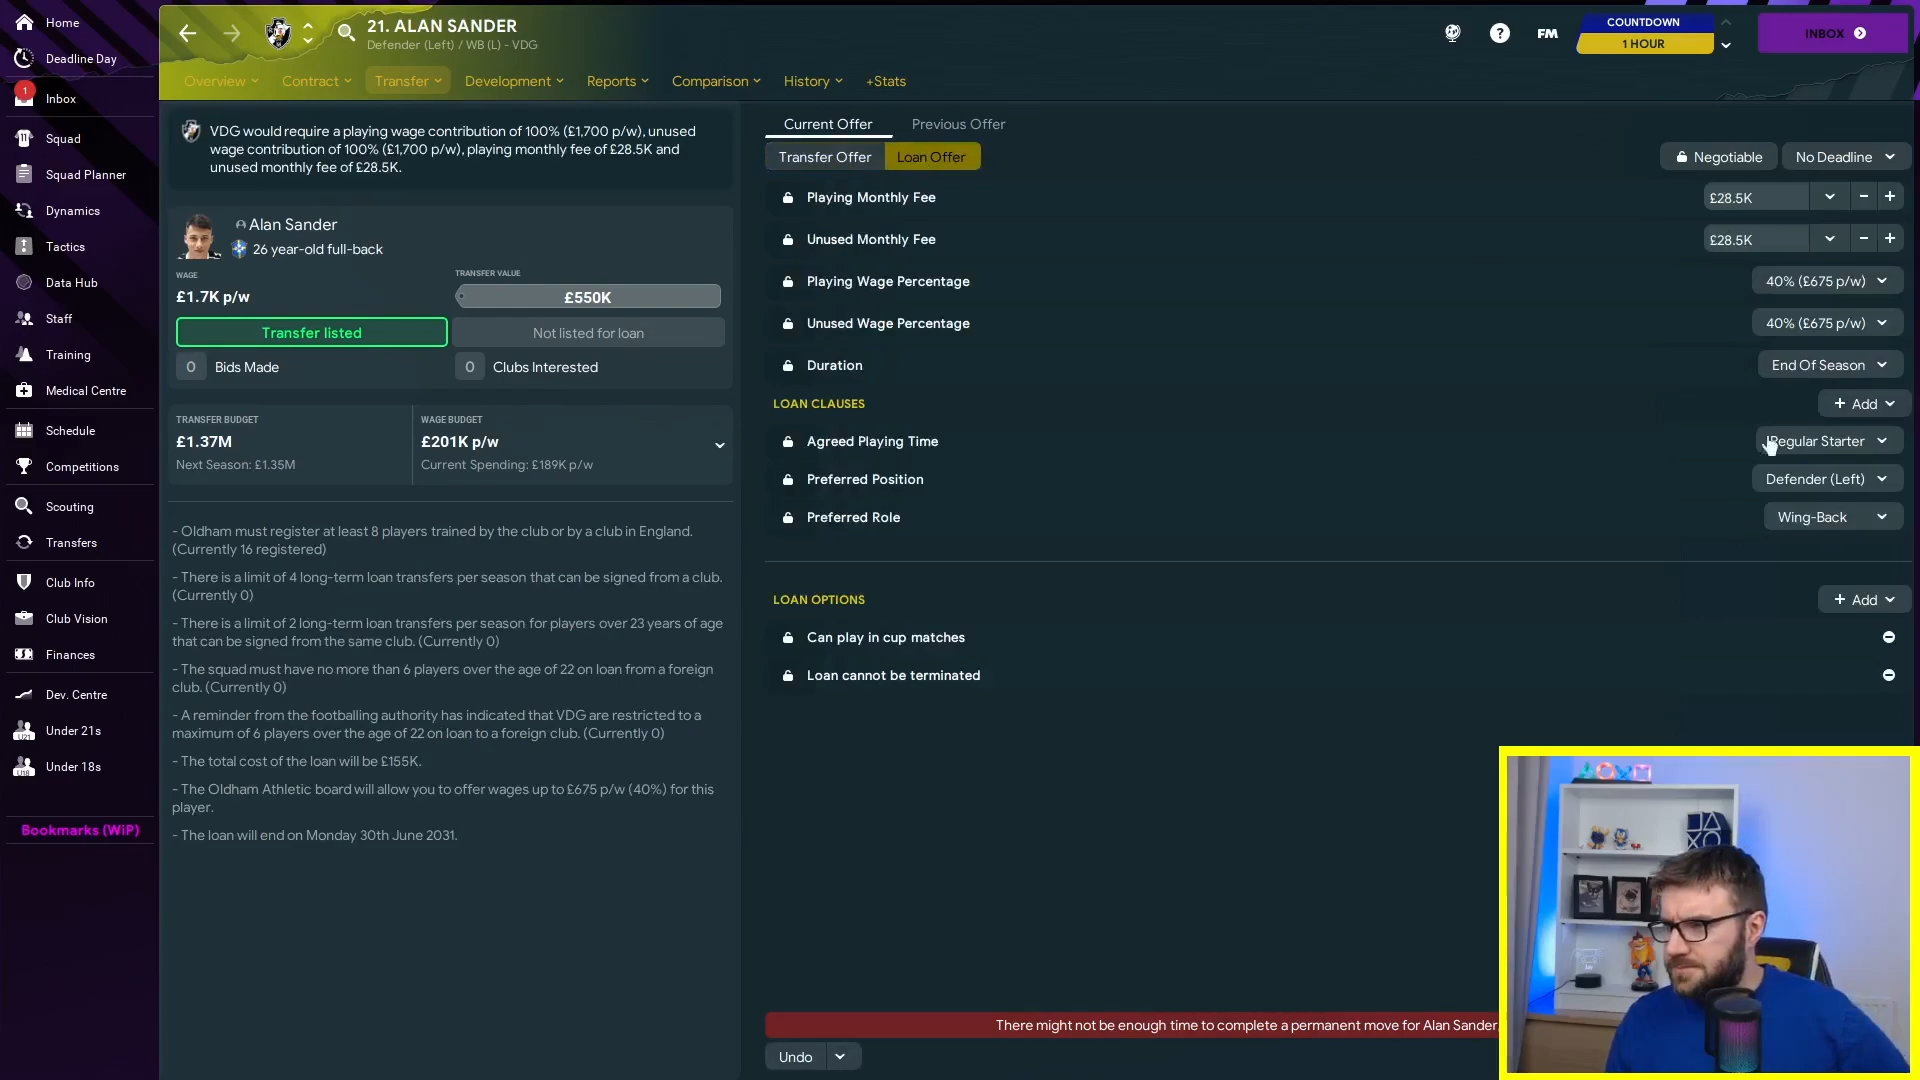 Home
Deadline Day
1
Inbox
Squad
Squad Planner
Dynamics
Tactics
Data Hub
Staff
Training
Medical Centre
Schedule
Competitions
Scouting
Transfers
Club Info
Club Vision
Finances
Dev. Centre
Under 21s
Under 18s
Bookmarks (WiP)
21. ALAN SANDER
Defender (Left) / WB (L) - VDG
FM
COUNTDOWN
1 HOUR
INBOX
Overview
Contract
Transfer
Development
Reports
Comparison
History
+Stats
VDG would require a playing wage contribution of 100% (£1,700 p/w), unused
wage contribution of 100% (£1,700 p/w), playing monthly fee of £28.5K and
unused monthly fee of £28.5K.
Alan Sander
26 year-old full-back
WAGE
£1.7K p/w
TRANSFER VALUE
£550K
Transfer listed
Not listed for loan
0 Bids Made
0 Clubs Interested
TRANSFER BUDGET
£1.37M
Next Season: £1.35M
WAGE BUDGET
£201K p/w
Current Spending: £189K p/w
- Oldham must register at least 8 players trained by the club or by a club in England.
(Currently 16 registered)
- There is a limit of 4 long-term loan transfers per season that can be signed from a club.
(Currently 0)
- There is a limit of 2 long-term loan transfers per season for players over 23 years of age
that can be signed from the same club. (Currently 0)
- The squad must have no more than 6 players over the age of 22 on loan from a foreign
club. (Currently 0)
- A reminder from the footballing authority has indicated that VDG are restricted to a
maximum of 6 players over the age of 22 on loan to a foreign club. (Currently 0)
- The total cost of the loan will be £155K.
- The Oldham Athletic board will allow you to offer wages up to £675 p/w (40%) for this
player.
- The loan will end on Monday 30th June 2031.
Current Offer
Previous Offer
Transfer Offer
Loan Offer
Negotiable
No Deadline
Playing Monthly Fee
£28.5K
Unused Monthly Fee
£28.5K
Playing Wage Percentage
40% (£675 p/w)
Unused Wage Percentage
40% (£675 p/w)
Duration
End Of Season
LOAN CLAUSES
+ Add
Agreed Playing Time
Regular Starter
Preferred Position
Defender (Left)
Preferred Role
Wing-Back
LOAN OPTIONS
+ Add
Can play in cup matches
Loan cannot be terminated
There might not be enough time to complete a permanent move for Alan Sander,
Undo